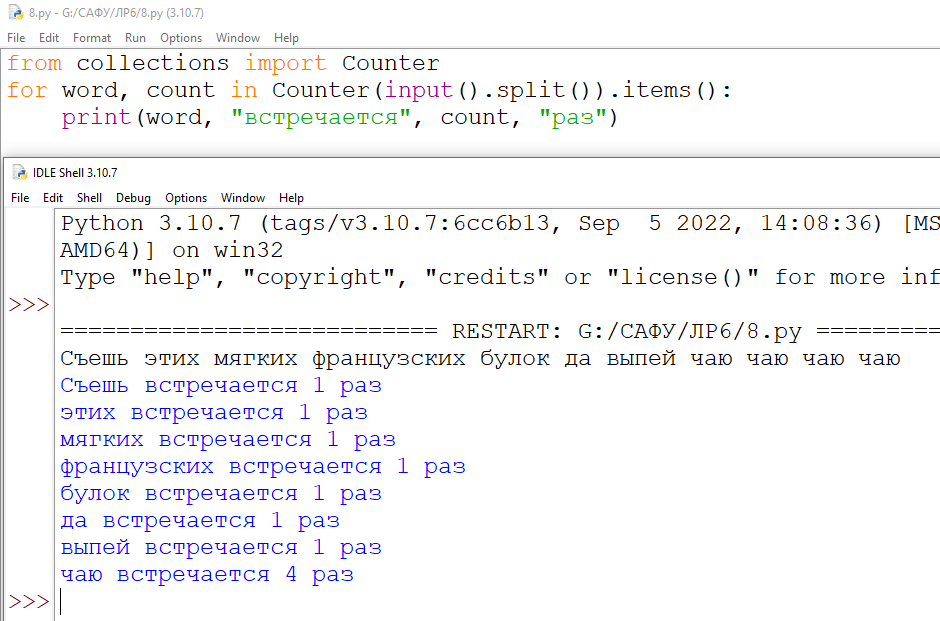 8.py - G:/САФУ/ЛР6/8.py (3.10.7)
File Edit Format Run Options Window Help
from collections import Counter
for word, count in Counter(input().split()).items():
    print(word, "встречается", count, "раз")
IDLE Shell 3.10.7
File Edit Shell Debug Options Window Help
Python 3.10.7 (tags/v3.10.7:6cc6b13, Sep  5 2022, 14:08:36) [MS
AMD64)] on win32
Type "help", "copyright", "credits" or "license()" for more inf
>>>
=========================== RESTART: G:/САФУ/ЛР6/8.py =========
Съешь этих мягких французских булок да выпей чаю чаю чаю чаю
Съешь встречается 1 раз
этих встречается 1 раз
мягких встречается 1 раз
французских встречается 1 раз
булок встречается 1 раз
да встречается 1 раз
выпей встречается 1 раз
чаю встречается 4 раз
>>>